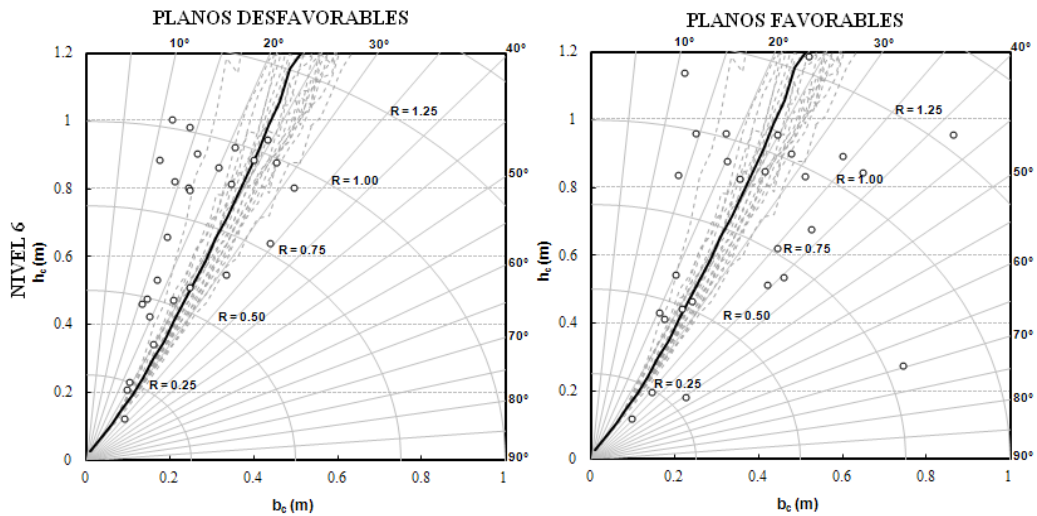 PLANOS DESFAVORABLES
10° 20° 30° 40°
1.2
1
0.8
0.6
0.4
0.2
0
NIVEL 6
h_c (m)
R = 1.25
R = 1.00
R = 0.75
R = 0.50
R = 0.25
50°
60°
70°
80°
90°
0 0.2 0.4 0.6 0.8 1
b_c (m)
PLANOS FAVORABLES
10° 20° 30° 40°
1.2
1
0.8
0.6
0.4
0.2
0
h_c (m)
R = 1.25
R = 1.00
R = 0.75
R = 0.50
R = 0.25
50°
60°
70°
80°
90°
0 0.2 0.4 0.6 0.8 1
b_c (m)